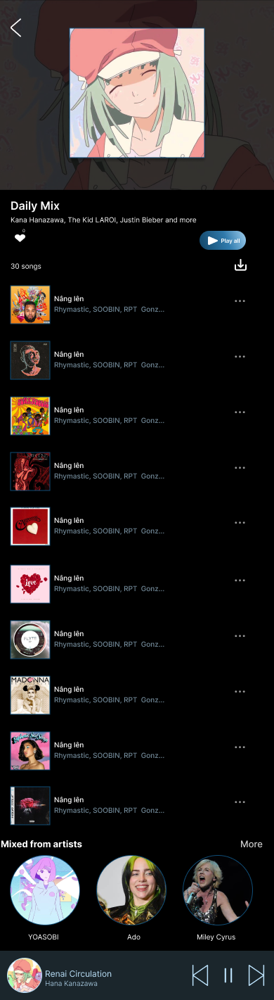 Daily Mix
Kana Hanazawa, The Kid LAROI, Justin Bieber and more
0
Play all
30 songs
Nâng lên
Rhymastic, SOOBIN, RPT Gonz...
Nâng lên
Rhymastic, SOOBIN, RPT Gonz...
Nâng lên
Rhymastic, SOOBIN, RPT Gonz...
Nâng lên
Rhymastic, SOOBIN, RPT Gonz...
Nâng lên
Rhymastic, SOOBIN, RPT Gonz...
Love
Nâng lên
Rhymastic, SOOBIN, RPT Gonz...
FLYTE
Nâng lên
Rhymastic, SOOBIN, RPT Gonz...
MADONNA
Nâng lên
Rhymastic, SOOBIN, RPT Gonz...
Nâng lên
Rhymastic, SOOBIN, RPT Gonz...
Nâng lên
Rhymastic, SOOBIN, RPT Gonz...
Mixed from artists More
YOASOBI Ado Miley Cyrus
Renai Circulation
Hana Kanazawa